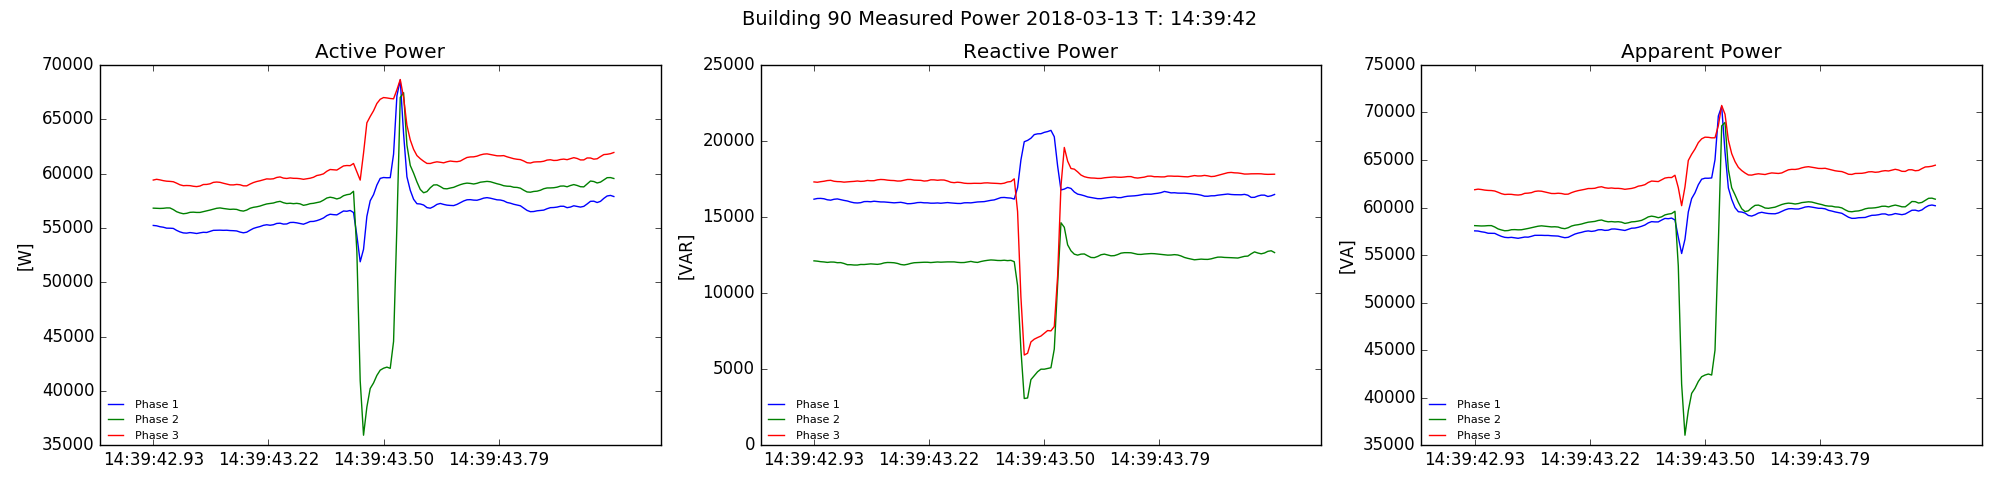 Building 90 Measured Power 2018-03-13 T: 14:39:42
Active Power
70000
65000
60000
55000
50000
45000
40000
35000
[W]
Phase 1
Phase 2
Phase 3
14:39:42.93 14:39:43.22 14:39:43.50 14:39:43.79
Reactive Power
25000
20000
15000
10000
5000
0
[VAR]
Phase 1
Phase 2
Phase 3
14:39:42.93 14:39:43.22 14:39:43.50 14:39:43.79
Apparent Power
75000
70000
65000
60000
55000
50000
45000
40000
35000
[VA]
Phase 1
Phase 2
Phase 3
14:39:42.93 14:39:43.22 14:39:43.50 14:39:43.79